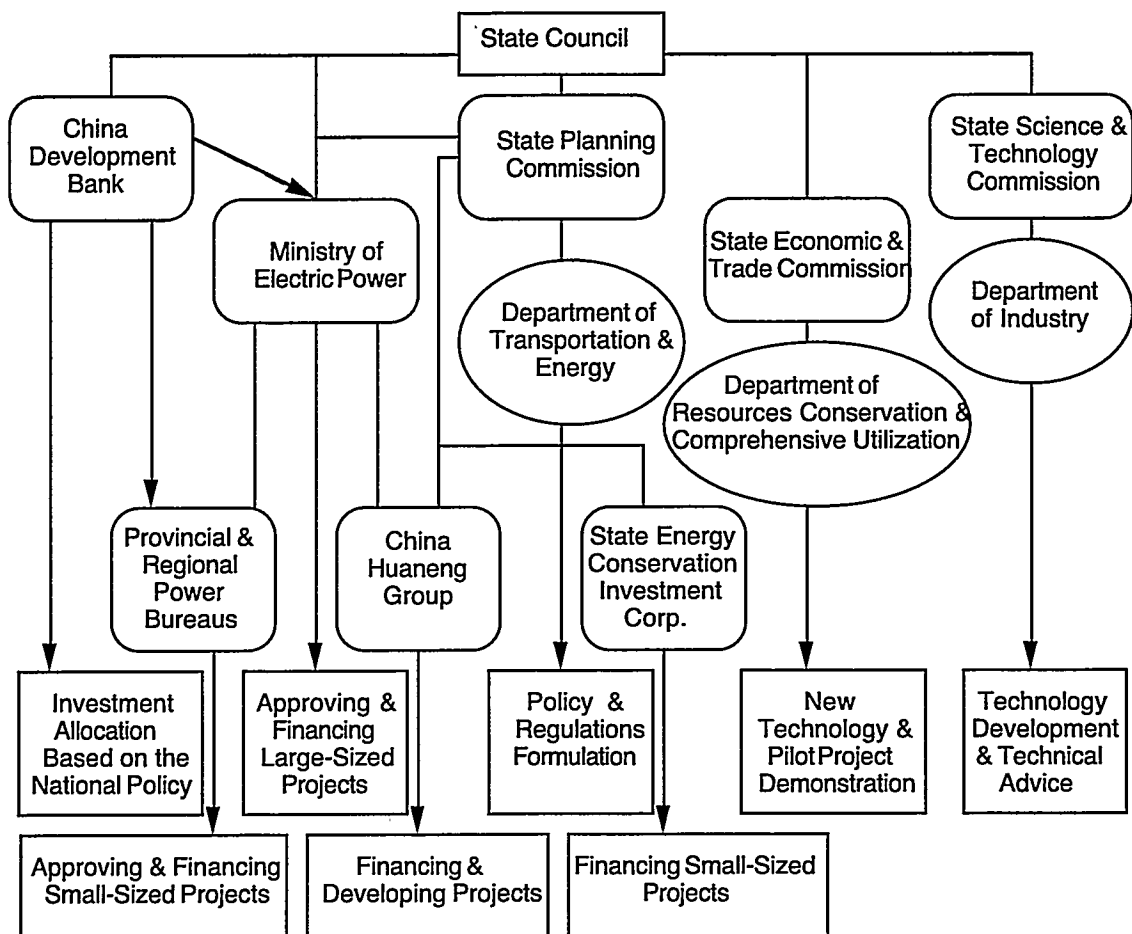 State Council
China
Development
Bank
State Planning
Commission
State Science &
Technology
Commission
Ministry of
Electric Power
State Economic &
Trade Commission
Department of
Transportation &
Energy
Department
of Industry
Department of
Resources Conservation &
Comprehensive Utilization
Provincial &
Regional
Power
Bureaus
China
Huaneng
Group
State Energy
Conservation
Investment
Corp.
Investment
Allocation
Based on the
National Policy
Approving &
Financing
Large-Sized
Projects
Policy &
Regulations
Formulation
New
Technology &
Pilot Project
Demonstration
Technology
Development
& Technical
Advice
Approving & Financing
Small-Sized Projects
Financing &
Developing Projects
Financing Small-Sized
Projects